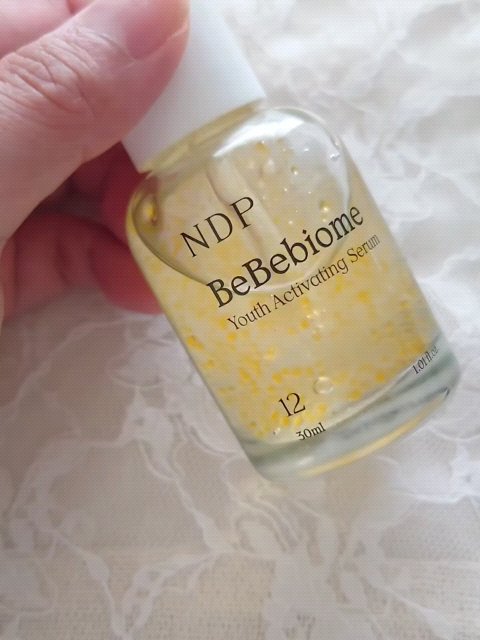 NDP
BeBebiome
Youth Activating Serum
12
30ml
1.01 fl.oz